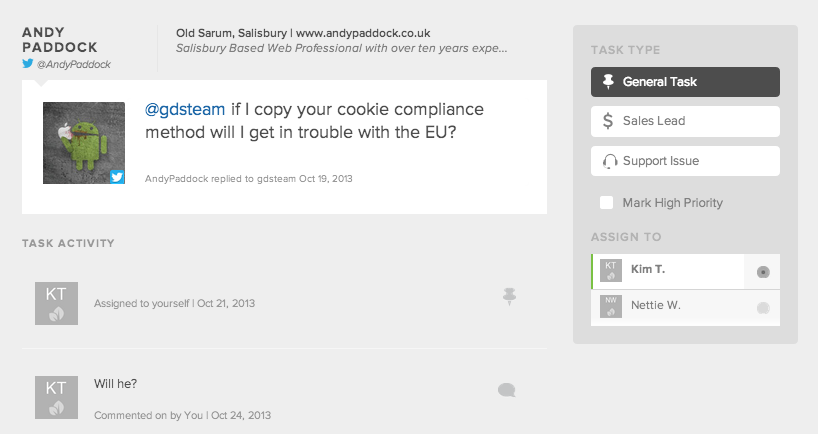 ANDY
PADDOCK
@AndyPaddock
Old Sarum, Salisbury | www.andypaddock.co.uk
Salisbury Based Web Professional with over ten years expe...
@gdsteam if I copy your cookie compliance
method will I get in trouble with the EU?
AndyPaddock replied to gdsteam Oct 19, 2013
TASK ACTIVITY
KT
Assigned to yourself | Oct 21, 2013
KT
Will he?
Commented on by You | Oct 24, 2013
TASK TYPE
General Task
Sales Lead
Support Issue
Mark High Priority
ASSIGN TO
KT
Kim T.
NW
Nettie W.